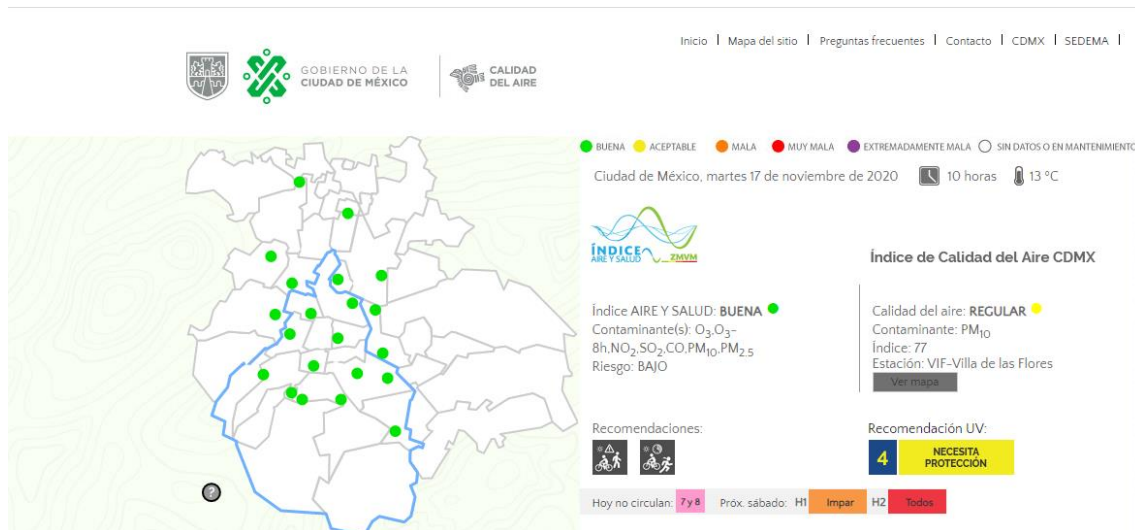 Inicio | Mapa del sitio | Preguntas frecuentes | Contacto | CDMX | SEDEMA |
GOBIERNO DE LA
CIUDAD DE MÉXICO
CALIDAD
DEL AIRE
BUENA ACEPTABLE MALA MUY MALA EXTREMADAMENTE MALA SIN DATOS O EN MANTENIMIENTO
Ciudad de México, martes 17 de noviembre de 2020 10 horas 13 °C
ÍNDICE
AIRE Y SALUD ZMVM
Índice de Calidad del Aire CDMX
Índice AIRE Y SALUD: BUENA
Contaminante(s): O3,O3-
8h,NO2,SO2,CO,PM10,PM2.5
Riesgo: BAJO
Calidad del aire: REGULAR
Contaminante: PM10
Índice: 77
Estación: VIF-Villa de las Flores
Ver mapa
Recomendaciones:
Recomendación UV:
4 NECESITA
PROTECCIÓN
?
Hoy no circulan: 7 y 8 Próx. sábado: H1 Impar H2 Todos